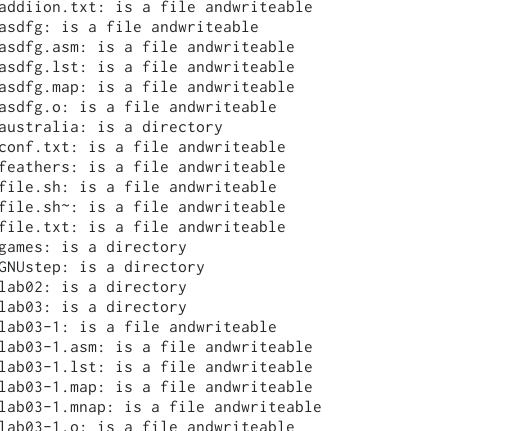 addiion.txt: is a file andwriteable
asdfg: is a file andwriteable
asdfg.asm: is a file andwriteable
asdfg.lst: is a file andwriteable
asdfg.map: is a file andwriteable
asdfg.o: is a file andwriteable
australia: is a directory
conf.txt: is a file andwriteable
feathers: is a file andwriteable
file.sh: is a file andwriteable
file.sh~: is a file andwriteable
file.txt: is a file andwriteable
games: is a directory
GNUstep: is a directory
lab02: is a directory
lab03: is a directory
lab03-1: is a file andwriteable
lab03-1.asm: is a file andwriteable
lab03-1.lst: is a file andwriteable
lab03-1.map: is a file andwriteable
lab03-1.mnap: is a file andwriteable
lab03-1.o: is a file andwriteable